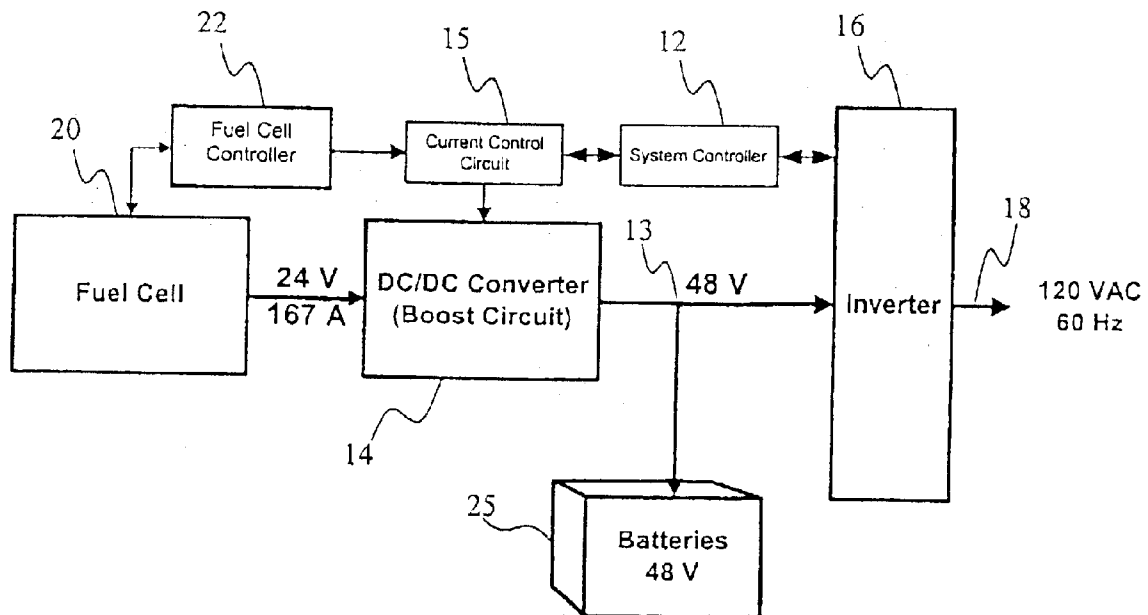 22
15
12
16
20
Fuel Cell
Controller
Current Control
Circuit
System Controller
Fuel Cell
24 V
167 A
DC/DC Converter
(Boost Circuit)
13
48 V
Inverter
18
120 VAC
60 Hz
14
25
Batteries
48 V